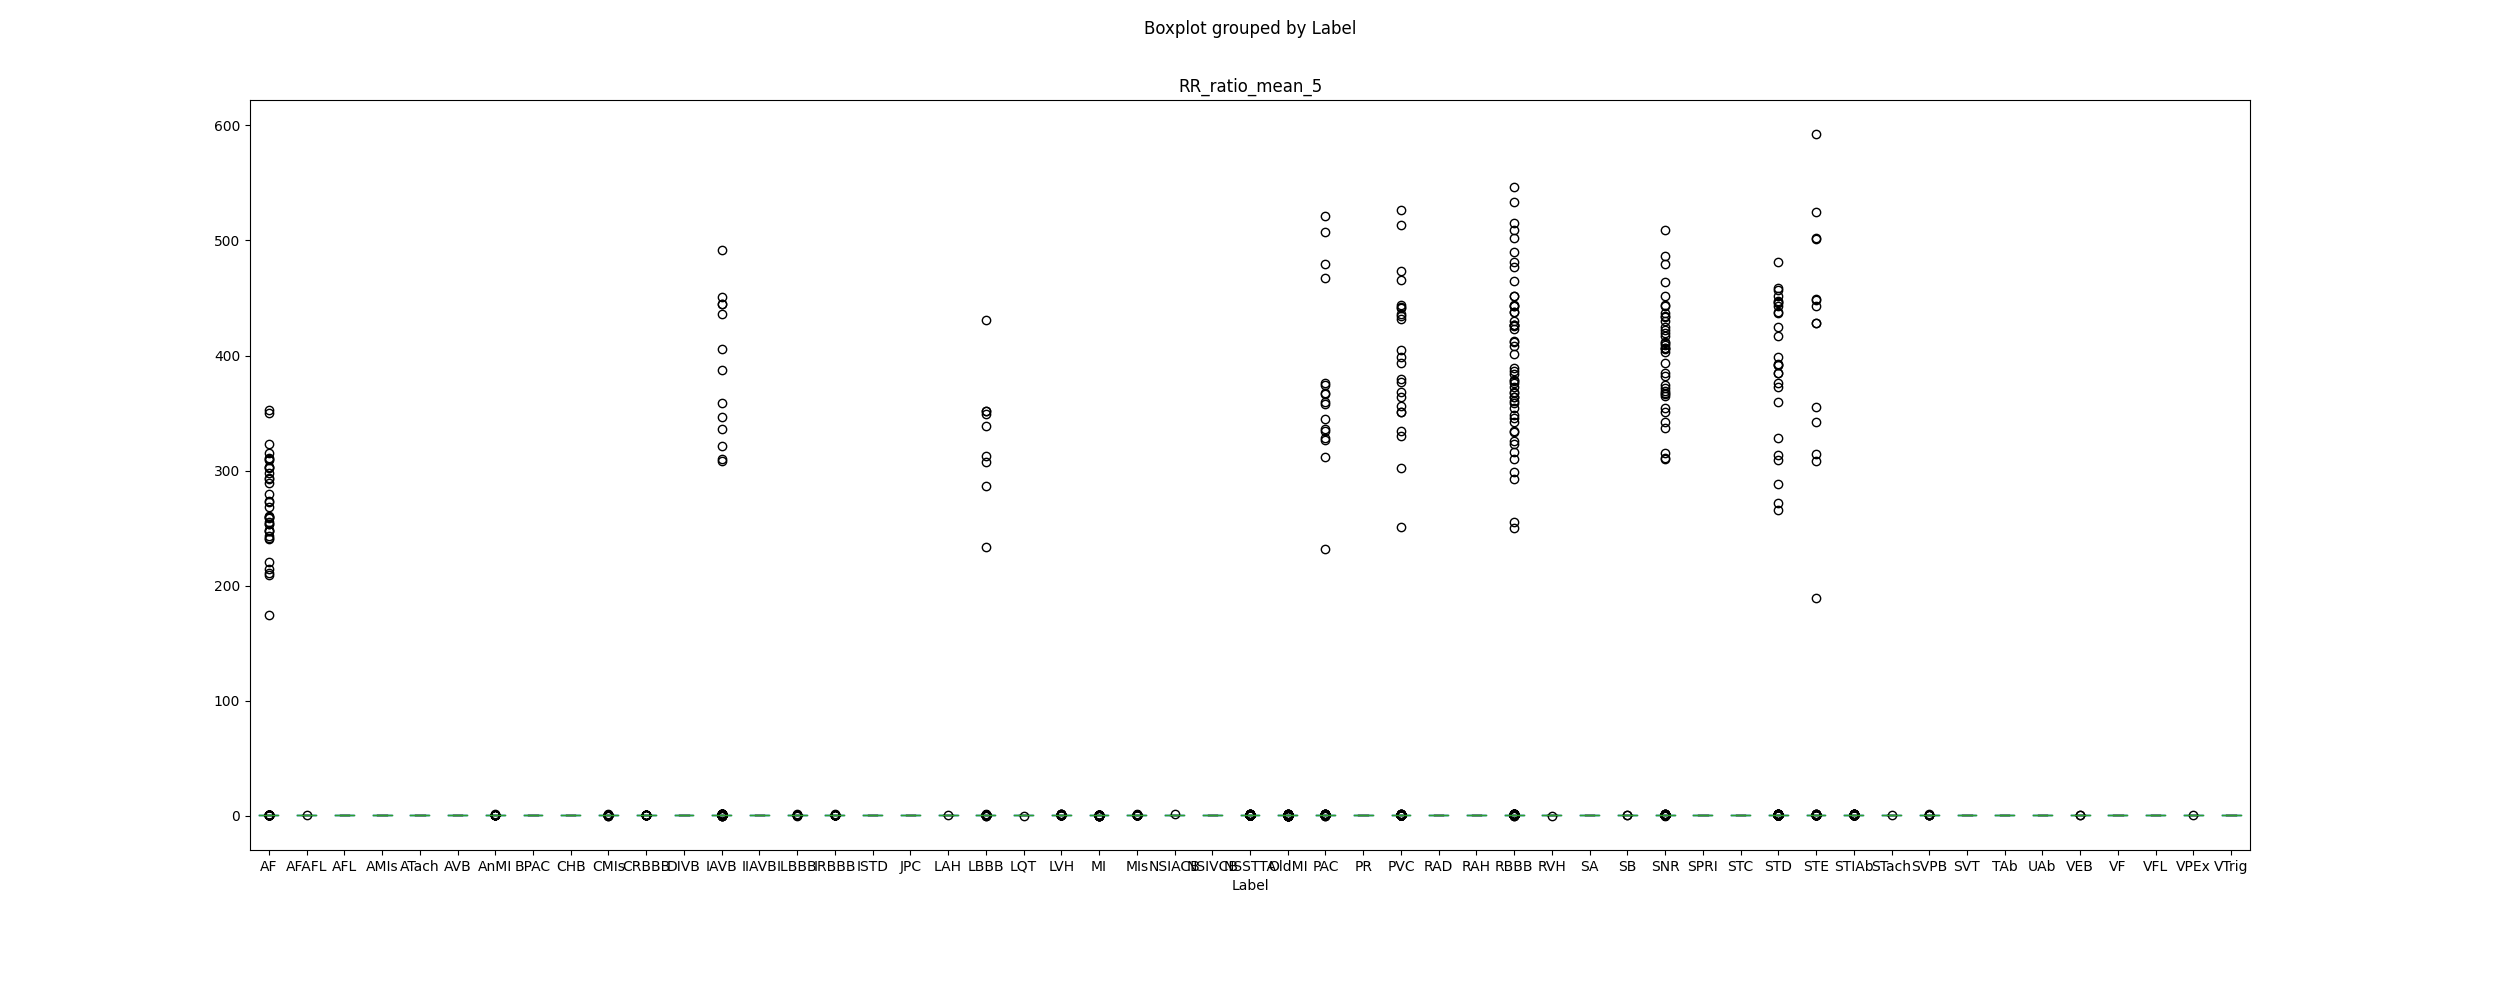 Boxplot grouped by Label
RR_ratio_mean_5
600
500
400
300
200
100
0
AF AFAFL AFL AMIs ATach AVB AnMI BPAC CHB CMIs CRBBB DIVB IAVB IIAVB ILBBB IRBBB ISTD JPC LAH LBBB LQT LVH MI MIs NSIACB NSIVCB NSSTTA OldMI PAC PR PVC RAD RAH RBBB RVH SA SB SNR SPRI STC STD STE STIAb STach SVPB SVT TAb UAb VEB VF VFL VPEx VTrig
Label